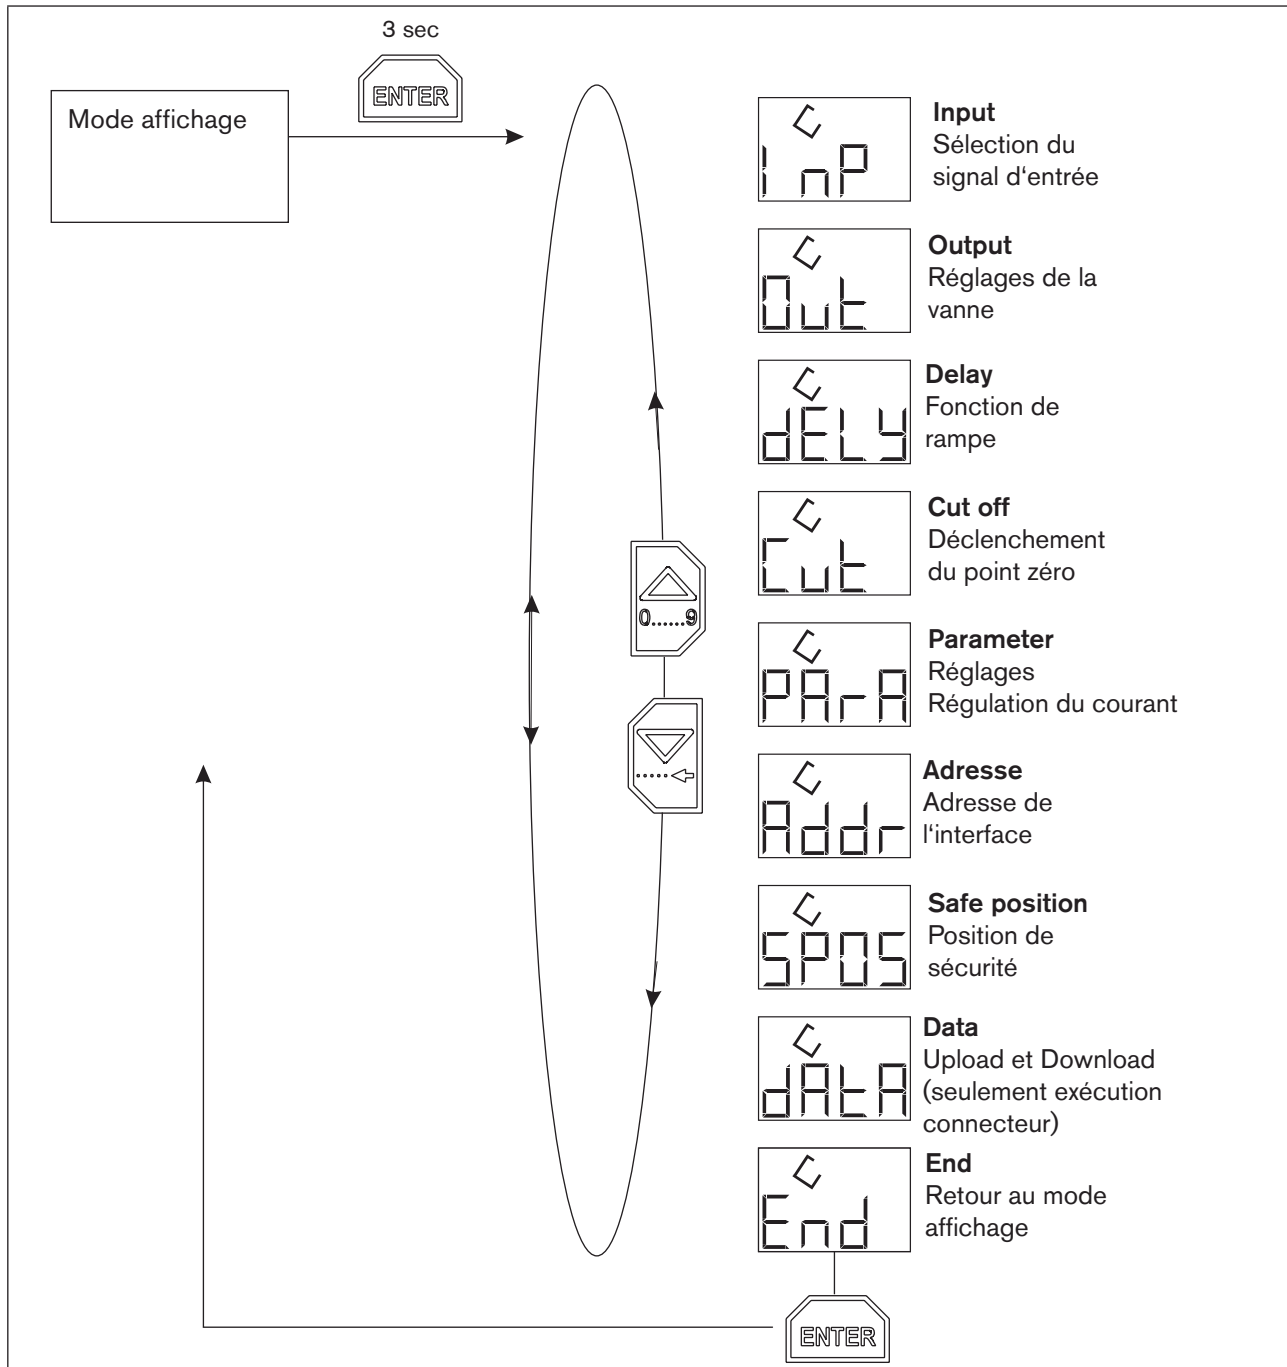 3 sec
ENTER
Mode affichage
InP
Input
Sélection du
signal d‘entrée
Out
Output
Réglages de la
vanne
dELY
Delay
Fonction de
rampe
Cut
Cut off
Déclenchement
du point zéro
0......9
PArA
Parameter
Réglages
Régulation du courant
Addr
Adresse
Adresse de
l‘interface
SPOS
Safe position
Position de
sécurité
dAtA
Data
Upload et Download
(seulement exécution
connecteur)
End
End
Retour au mode
affichage
ENTER